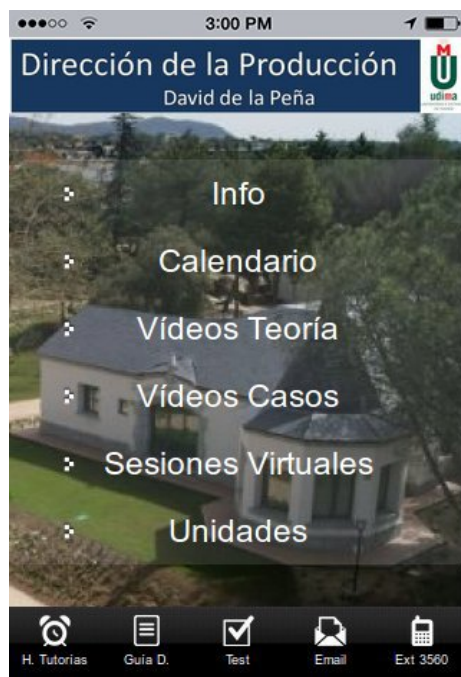 3:00 PM
Dirección de la Producción
David de la Peña
udima
Info
Calendario
Vídeos Teoría
Vídeos Casos
Sesiones Virtuales
Unidades
H. Tutorias
Guía D.
Test
Email
Ext 3560